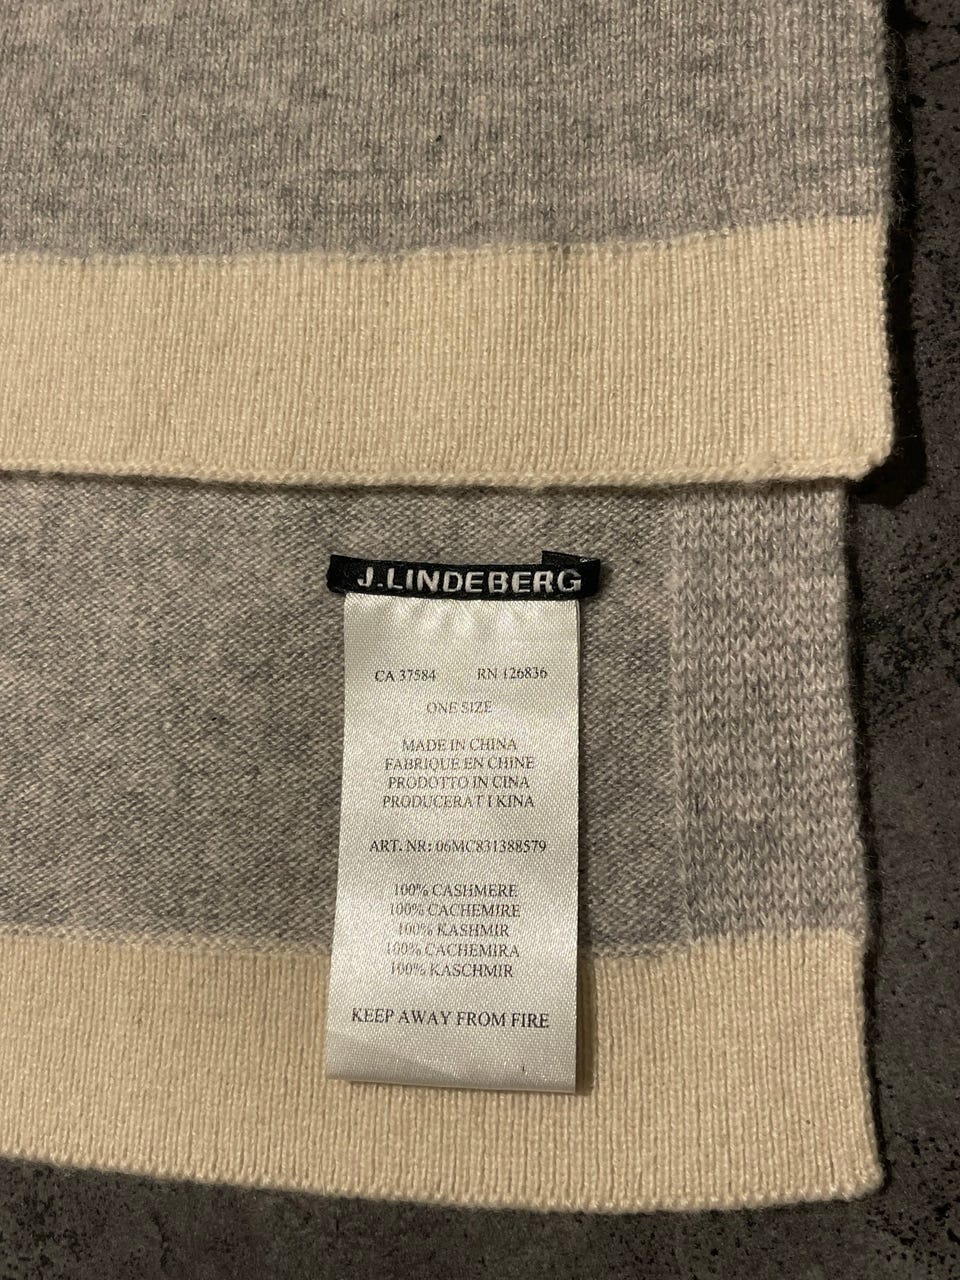 J.LINDEBERG
CA 37584 RN 126836
ONE SIZE
MADE IN CHINA
FABRIQUE EN CHINE
PRODOTTO IN CINA
PRODUCERAT I KINA
ART. NR: 06MC831388579
100% CASHMERE
100% CACHEMIRE
100% KASMIR
100% CACHEMIRA
100% KASCHMIR
KEEP AWAY FROM FIRE